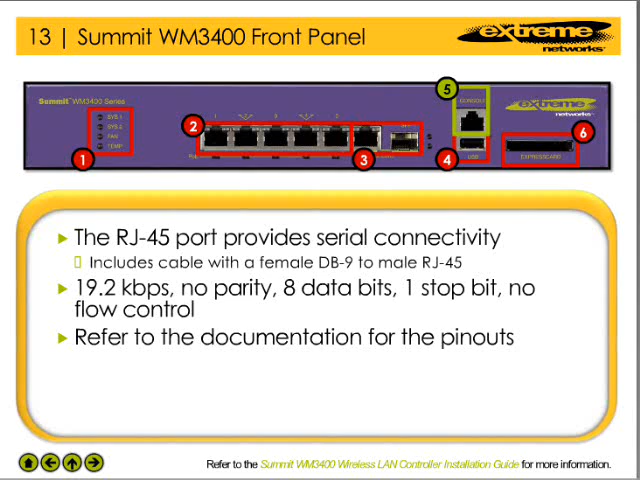 13 | Summit WM3400 Front Panel
extreme
networks™
Summit™ WM3400 Series
SYS 1
SYS 2
FAN
TEMP
1
2
3
4
5
6
CONSOLE
USB
extreme
networks™
EXPRESSCARD
The RJ-45 port provides serial connectivity
Includes cable with a female DB-9 to male RJ-45
19.2 kbps, no parity, 8 data bits, 1 stop bit, no
flow control
Refer to the documentation for the pinouts
Refer to the Summit WM3400 Wireless LAN Controller Installation Guide for more information.